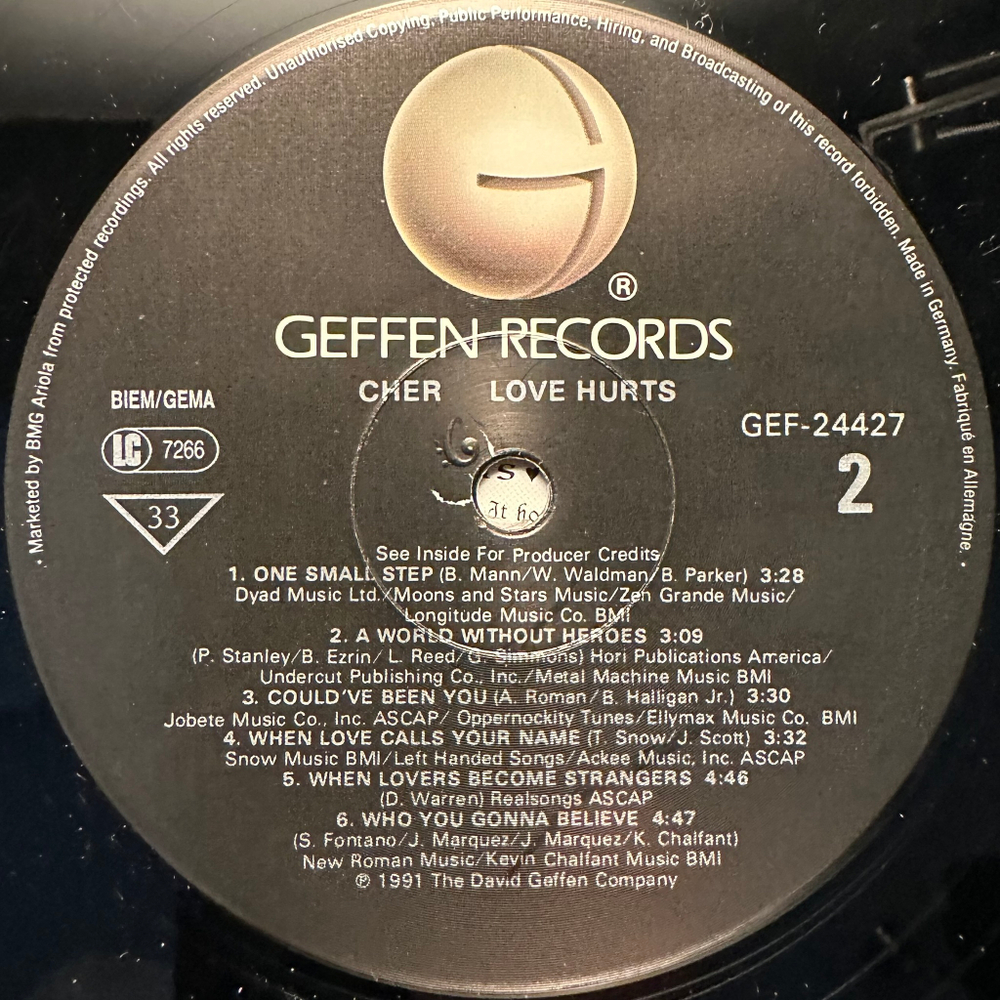 • Marketed by BMG Ariola from protected recordings. All rights reserved. Unauthorised Copying, Public Performance, Hiring, and Broadcasting of this record forbidden. Made in Germany. Fabriqué en Allemagne. •
G
®
GEFFEN RECORDS
CHER LOVE HURTS
BIEM/GEMA
GEF-24427
LC 7266
2
33
S ♥
It ho
See Inside For Producer Credits
1. ONE SMALL STEP (B. Mann/W. Waldman/B. Parker) 3:28
Dyad Music Ltd./Moons and Stars Music/Zen Grande Music/
Longitude Music Co. BMI
2. A WORLD WITHOUT HEROES 3:09
(P. Stanley/B. Ezrin/ L. Reed/G. Simmons) Hori Publications America/
Undercut Publishing Co., Inc./Metal Machine Music BMI
3. COULD'VE BEEN YOU (A. Roman/B. Halligan Jr.) 3:30
Jobete Music Co., Inc. ASCAP/ Oppernockity Tunes/Ellymax Music Co. BMI
4. WHEN LOVE CALLS YOUR NAME (T. Snow/J. Scott) 3:32
Snow Music BMI/Left Handed Songs/Ackee Music, Inc. ASCAP
5. WHEN LOVERS BECOME STRANGERS 4:46
(D. Warren) Realsongs ASCAP
6. WHO YOU GONNA BELIEVE 4:47
(S. Fontano/J. Marquez/J. Marquez/K. Chalfant)
New Roman Music/Kevin Chalfant Music BMI
℗ 1991 The David Geffen Company